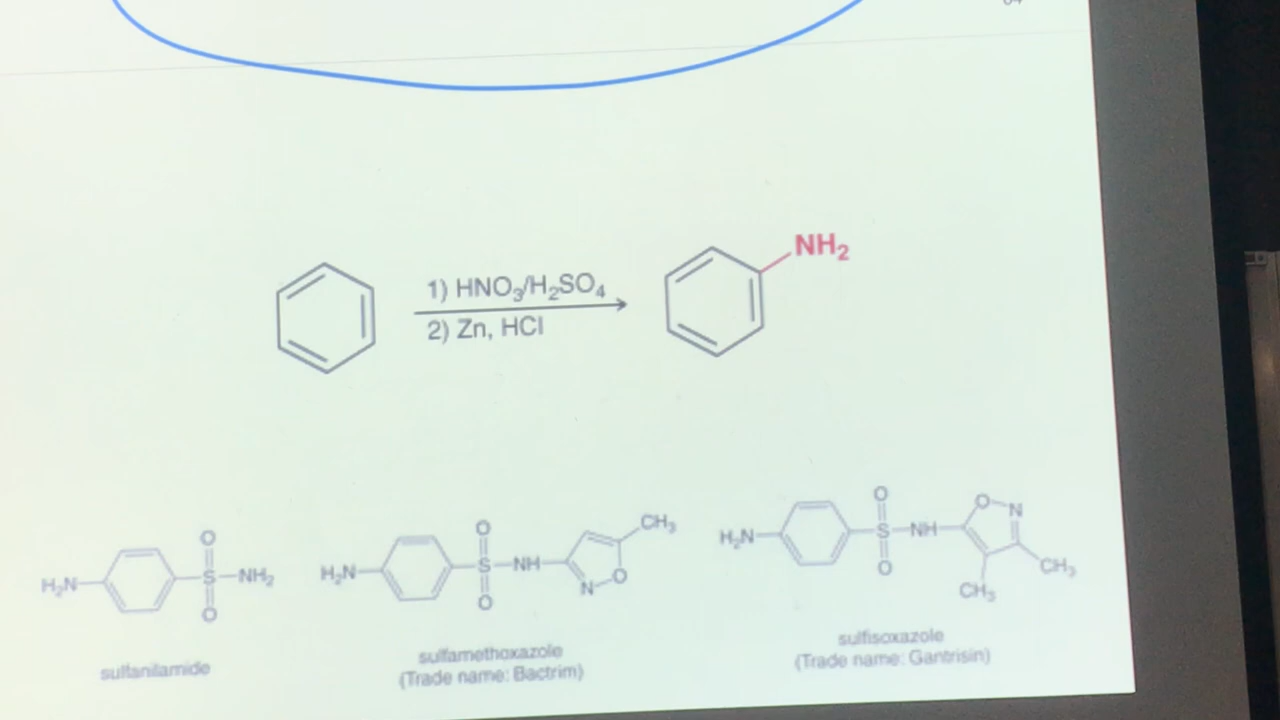 1) HNO₃/H₂SO₄
2) Zn, HCl
NH₂
H₂N
O
S
O
NH₂
sulfanilamide
H₂N
O
S
O
NH
N
O
CH₃
sulfamethoxazole
(Trade name: Bactrim)
H₂N
O
S
O
NH
O
N
CH₃
CH₃
sulfisoxazole
(Trade name: Gantrisin)